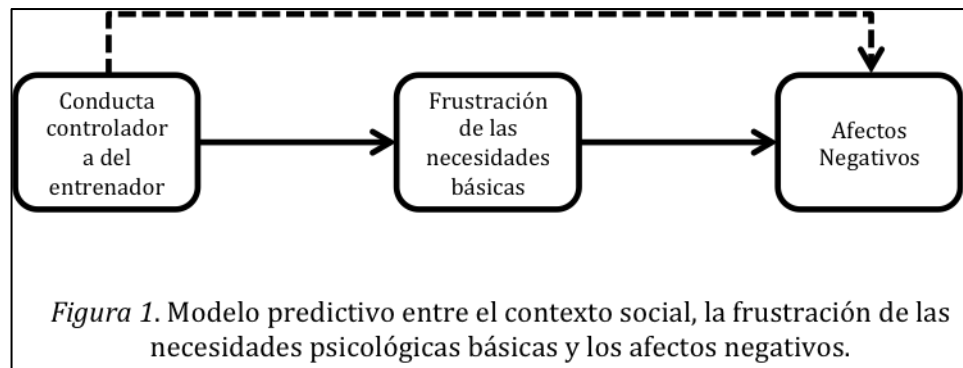 Conducta
controlador
a del
entrenador
Frustración
de las
necesidades
básicas
Afectos
Negativos
Figura 1. Modelo predictivo entre el contexto social, la frustración de las
necesidades psicológicas básicas y los afectos negativos.